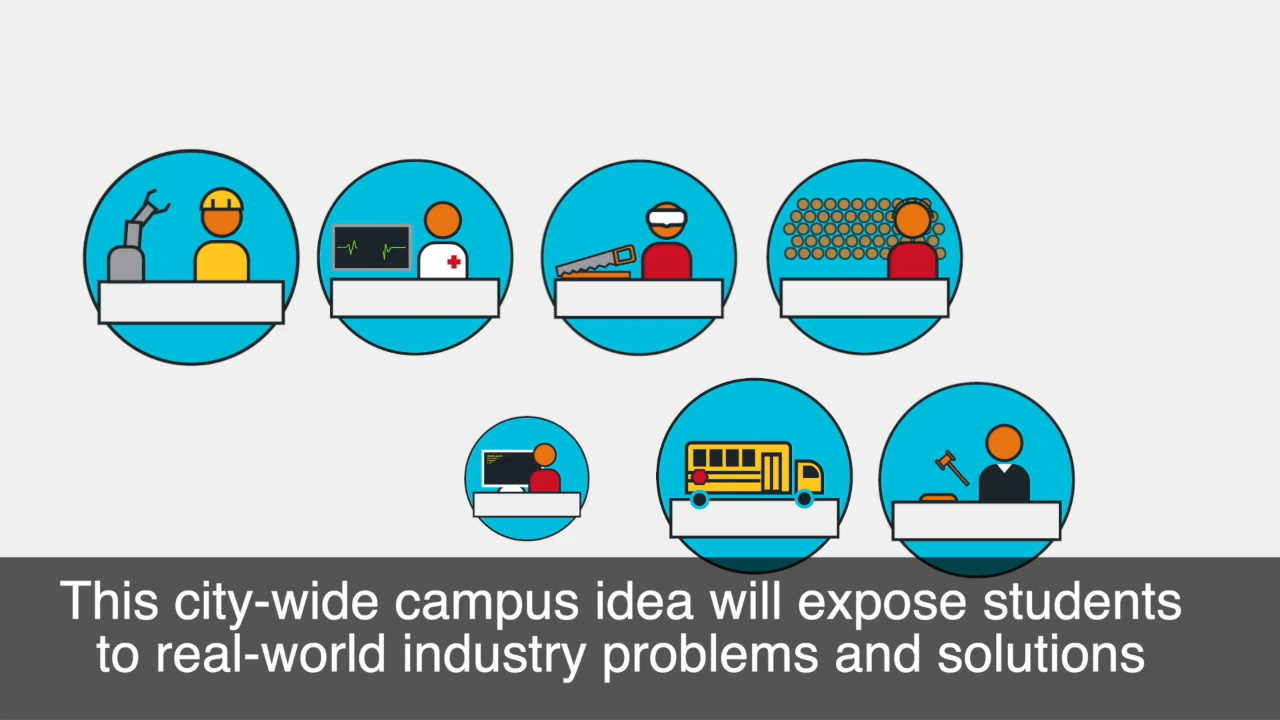 This city-wide campus idea will expose students
to real-world industry problems and solutions